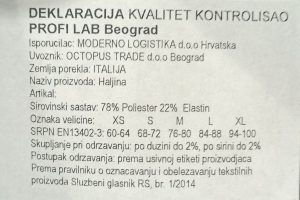 DEKLARACIJA KVALITET KONTROLISAO
PROFI LAB Beograd
Isporucilac: MODERNO LOGISTIKA d.o.o Hrvatska
Uvoznik: OCTOPUS TRADE d.o.o Beograd
Zemlja porekla: ITALIJA
Naziv proizvoda: Haljina
Artikal:
Sirovinski sastav: 78% Poliester 22% Elastin
Oznaka velicine: XS S M L XL
SRPN EN13402-3: 60-64 68-72 76-80 84-88 94-100
Skupljanje pri odrzavanju: po duzini do 2%, po sirini do 2%
Postupak odrzavanja: prema usivnoj etiketi proizvodjaca
Prema pravilniku o oznacavanju i obelezavanju tekstilnih
proizvoda Sluzbeni glasnik RS, br. 1/2014